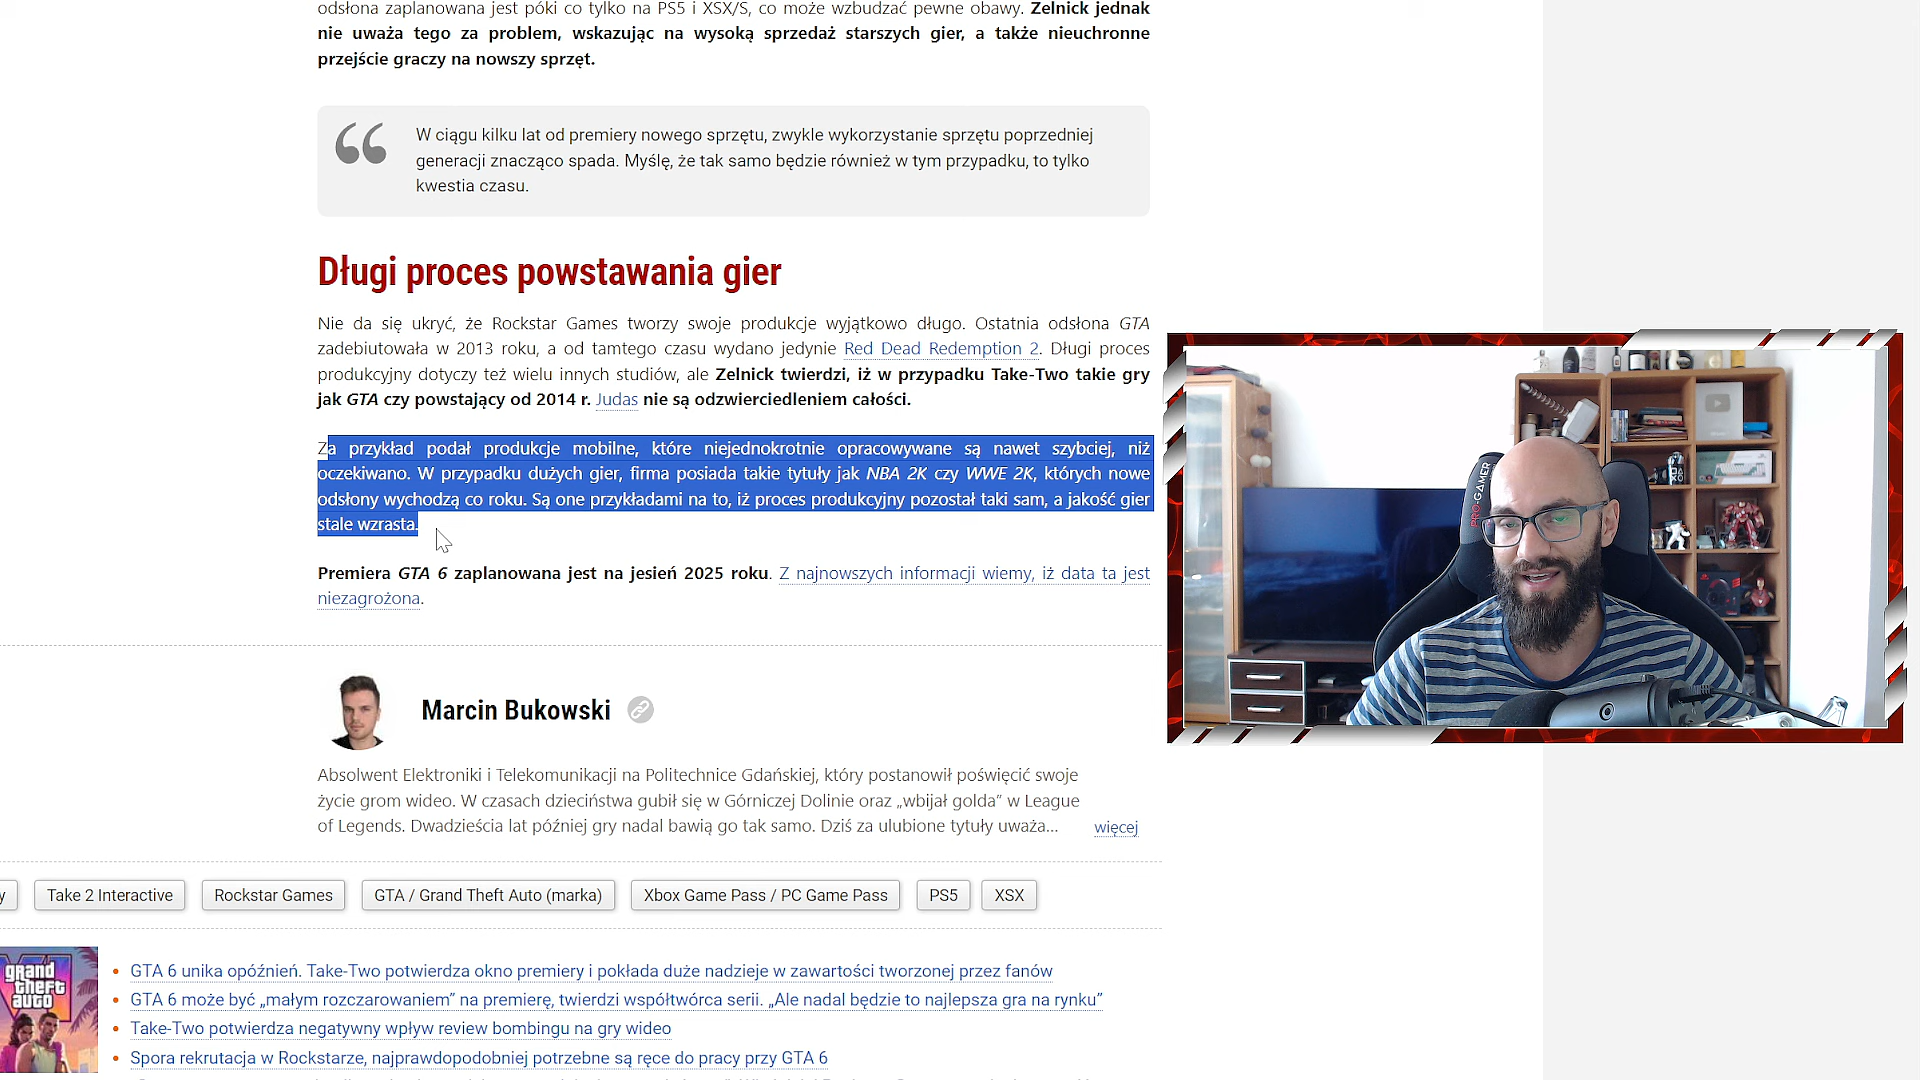 odsłona zaplanowana jest póki co tylko na PS5 i XSX/S, co może wzbudzać pewne obawy. Zelnick jednak
nie uważa tego za problem, wskazując na wysoką sprzedaż starszych gier, a także nieuchronne
przejście graczy na nowszy sprzęt.
W ciągu kilku lat od premiery nowego sprzętu, zwykle wykorzystanie sprzętu poprzedniej
generacji znacząco spada. Myślę, że tak samo będzie również w tym przypadku, to tylko
kwestia czasu.
Długi proces powstawania gier
Nie da się ukryć, że Rockstar Games tworzy swoje produkcje wyjątkowo długo. Ostatnia odsłona GTA
zadebiutowała w 2013 roku, a od tamtego czasu wydano jedynie Red Dead Redemption 2. Długi proces
produkcyjny dotyczy też wielu innych studiów, ale Zelnick twierdzi, iż w przypadku Take-Two takie gry
jak GTA czy powstający od 2014 r. Judas nie są odzwierciedleniem całości.
Za przykład podał produkcje mobilne, które niejednokrotnie opracowywane są nawet szybciej, niż
oczekiwano. W przypadku dużych gier, firma posiada takie tytuły jak NBA 2K czy WWE 2K, których nowe
odsłony wychodzą co roku. Są one przykładami na to, iż proces produkcyjny pozostał taki sam, a jakość gier
stale wzrasta.
Premiera GTA 6 zaplanowana jest na jesień 2025 roku. Z najnowszych informacji wiemy, iż data ta jest
niezagrożona.
PRO-GAMER
Marcin Bukowski
Absolwent Elektroniki i Telekomunikacji na Politechnice Gdańskiej, który postanowił poświęcić swoje
życie grom wideo. W czasach dzieciństwa gubił się w Górniczej Dolinie oraz „wbijał golda” w League
of Legends. Dwadzieścia lat później gry nadal bawią go tak samo. Dziś za ulubione tytuły uważa... więcej
y Take 2 Interactive Rockstar Games GTA / Grand Theft Auto (marka) Xbox Game Pass / PC Game Pass PS5 XSX
grand
theft
auto
GTA 6 unika opóźnień. Take-Two potwierdza okno premiery i pokłada duże nadzieje w zawartości tworzonej przez fanów
GTA 6 może być „małym rozczarowaniem” na premierę, twierdzi współtwórca serii. „Ale nadal będzie to najlepsza gra na rynku”
Take-Two potwierdza negatywny wpływ review bombingu na gry wideo
Spora rekrutacja w Rockstarze, najprawdopodobniej potrzebne są ręce do pracy przy GTA 6